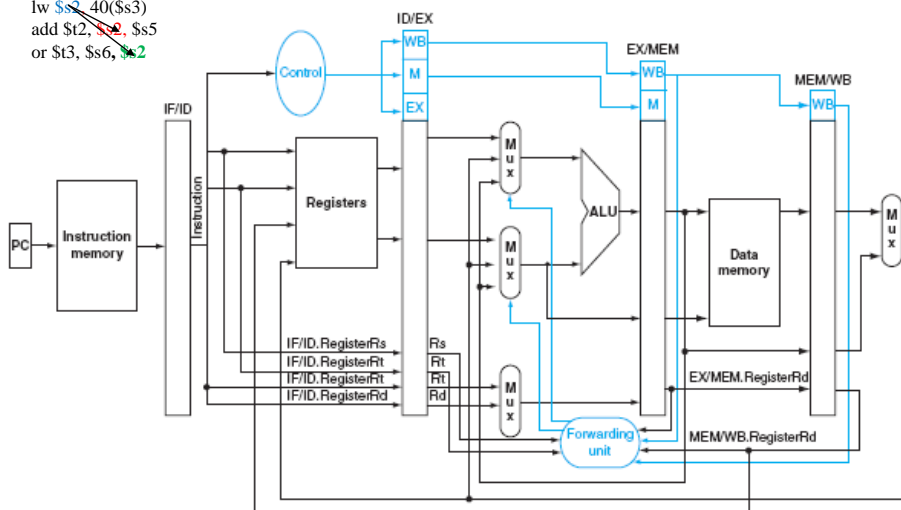 lw $s2, 40($s3)
add $t2, $s2, $s5
or $t3, $s6, $s2
ID/EX
WB
M
EX
Control
EX/MEM
WB
M
MEM/WB
WB
IF/ID
Instruction
PC
Instruction
memory
Registers
Mux
Mux
Mux
ALU
Data
memory
Mux
IF/ID.RegisterRs
IF/ID.RegisterRt
IF/ID.RegisterRt
IF/ID.RegisterRd
Rs
Rt
Rt
Rd
EX/MEM.RegisterRd
Forwarding
unit
MEM/WB.RegisterRd